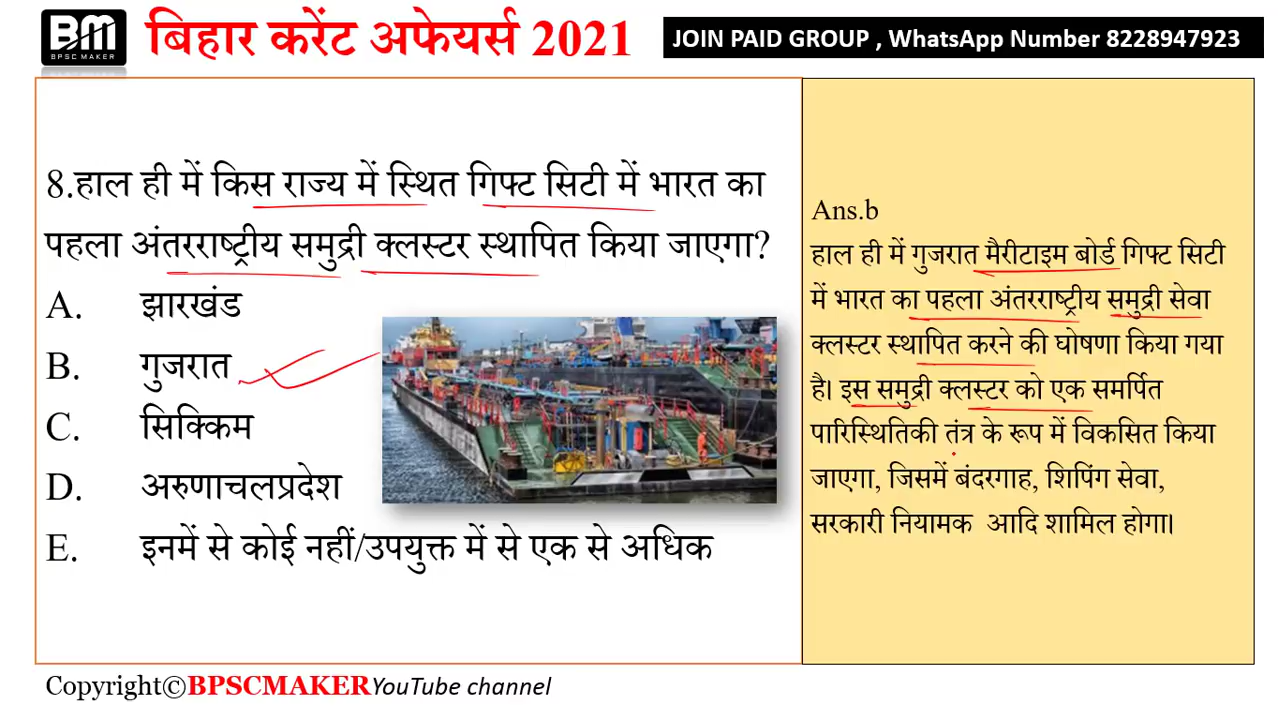 BM
BPSC MAKER
बिहार करेंट अफेयर्स 2021
JOIN PAID GROUP , WhatsApp Number 8228947923
8.हाल ही में किस राज्य में स्थित गिफ्ट सिटी में भारत का
पहला अंतरराष्ट्रीय समुद्री क्लस्टर स्थापित किया जाएगा?
A. झारखंड
B. गुजरात
C. सिक्किम
D. अरुणाचलप्रदेश
E. इनमें से कोई नहीं/उपयुक्त में से एक से अधिक
Ans.b
हाल ही में गुजरात मैरीटाइम बोर्ड गिफ्ट सिटी
में भारत का पहला अंतरराष्ट्रीय समुद्री सेवा
क्लस्टर स्थापित करने की घोषणा किया गया
है। इस समुद्री क्लस्टर को एक समर्पित
पारिस्थितिकी तंत्र के रूप में विकसित किया
जाएगा, जिसमें बंदरगाह, शिपिंग सेवा,
सरकारी नियामक आदि शामिल होगा।
Copyright©BPSCMAKERYouTube channel